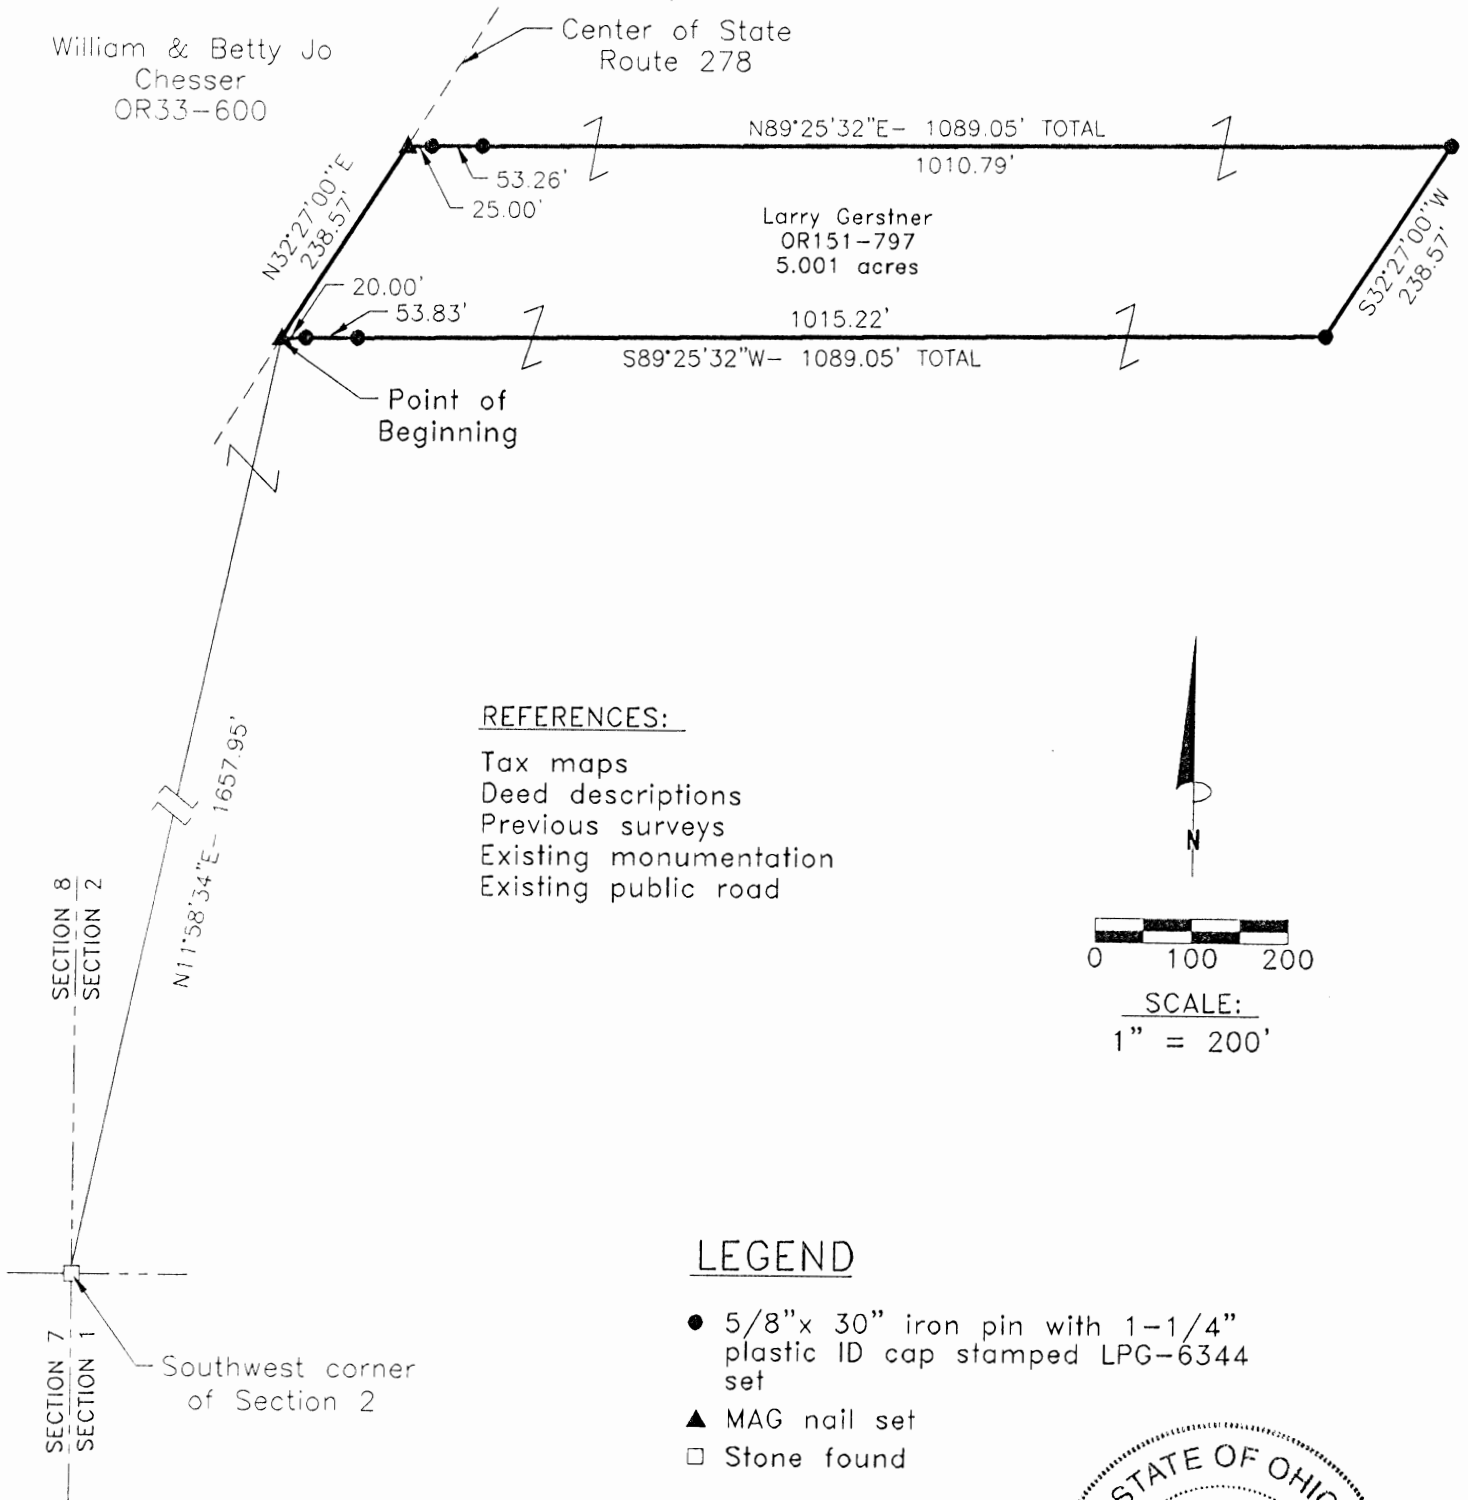 William & Betty Jo
Chesser
OR33-600
Center of State
Route 278
N89°25'32"E- 1089.05' TOTAL
1010.79'
53.26'
25.00'
N32°27'00"E
238.57'
Larry Gerstner
OR151-797
5.001 acres
S32°27'00"W
238.57'
20.00'
53.83'
1015.22'
S89°25'32"W- 1089.05' TOTAL
Point of
Beginning
N11°58'34"E- 1657.95'
REFERENCES:
Tax maps
Deed descriptions
Previous surveys
Existing monumentation
Existing public road
N
0 100 200
SCALE:
1" = 200'
SECTION 8
SECTION 2
SECTION 7
SECTION 1
Southwest corner
of Section 2
LEGEND
5/8"x 30" iron pin with 1-1/4"
plastic ID cap stamped LPG-6344
set
MAG nail set
Stone found
STATE OF OHIO